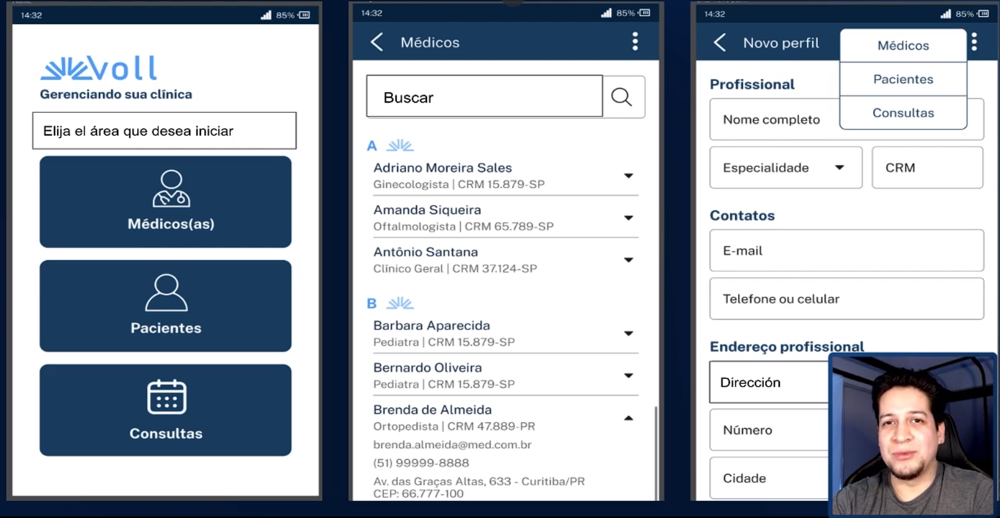 14:32
85%
Voll
Gerenciando sua clínica
Elija el área que desea iniciar
Médicos(as)
Pacientes
Consultas
14:32
85%
Médicos
Buscar
A
Adriano Moreira Sales
Ginecologista | CRM 15.879-SP
Amanda Siqueira
Oftalmologista | CRM 65.789-SP
Antônio Santana
Clínico Geral | CRM 37.124-SP
B
Barbara Aparecida
Pediatra | CRM 15.879-SP
Bernardo Oliveira
Pediatra | CRM 15.879-SP
Brenda de Almeida
Ortopedista | CRM 47.889-PR
brenda.almeida@med.com.br
(51) 99999-8888
Av. das Graças Altas, 633 - Curitiba/PR
CEP: 66.777-100
14:32
85%
Novo perfil
Médicos
Pacientes
Consultas
Profissional
Nome completo
Especialidade
CRM
Contatos
E-mail
Telefone ou celular
Endereço profissional
Dirección
Número
Cidade